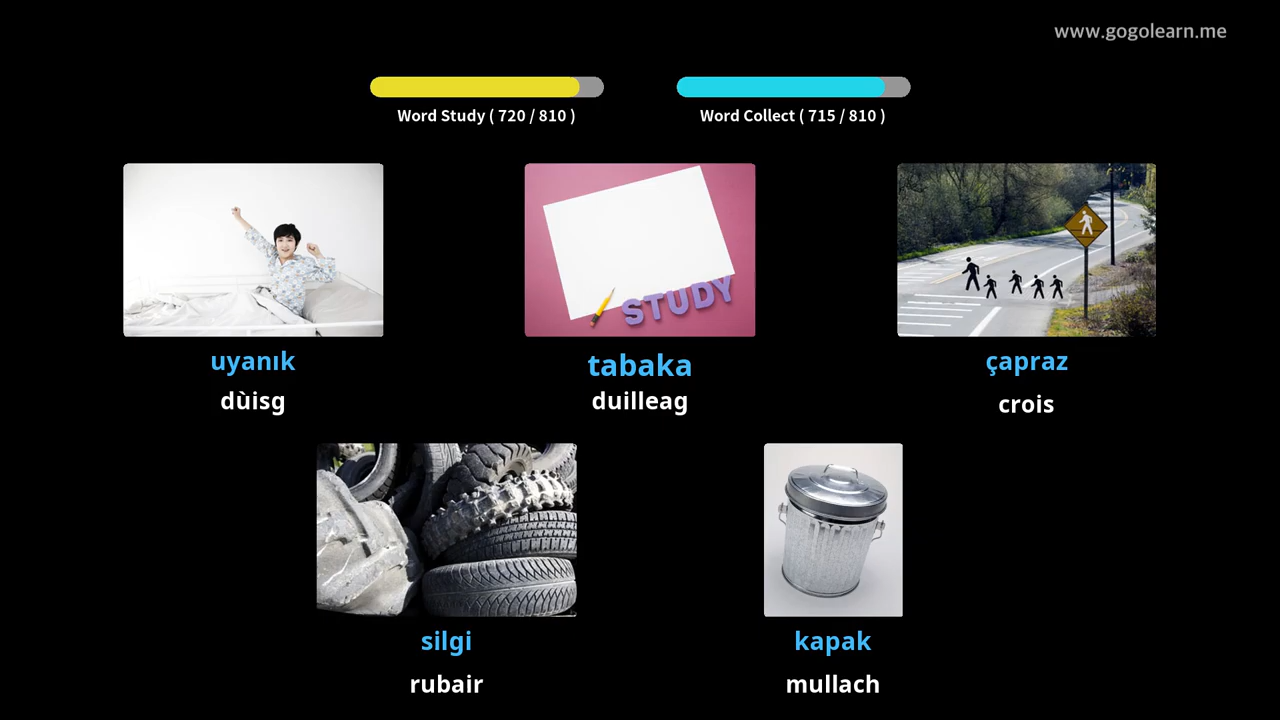 www.gogolearn.me
Word Study ( 720 / 810 )
Word Collect ( 715 / 810 )
STUDY
uyanık
tabaka
çapraz
dùisg
duilleag
crois
silgi
kapak
rubair
mullach